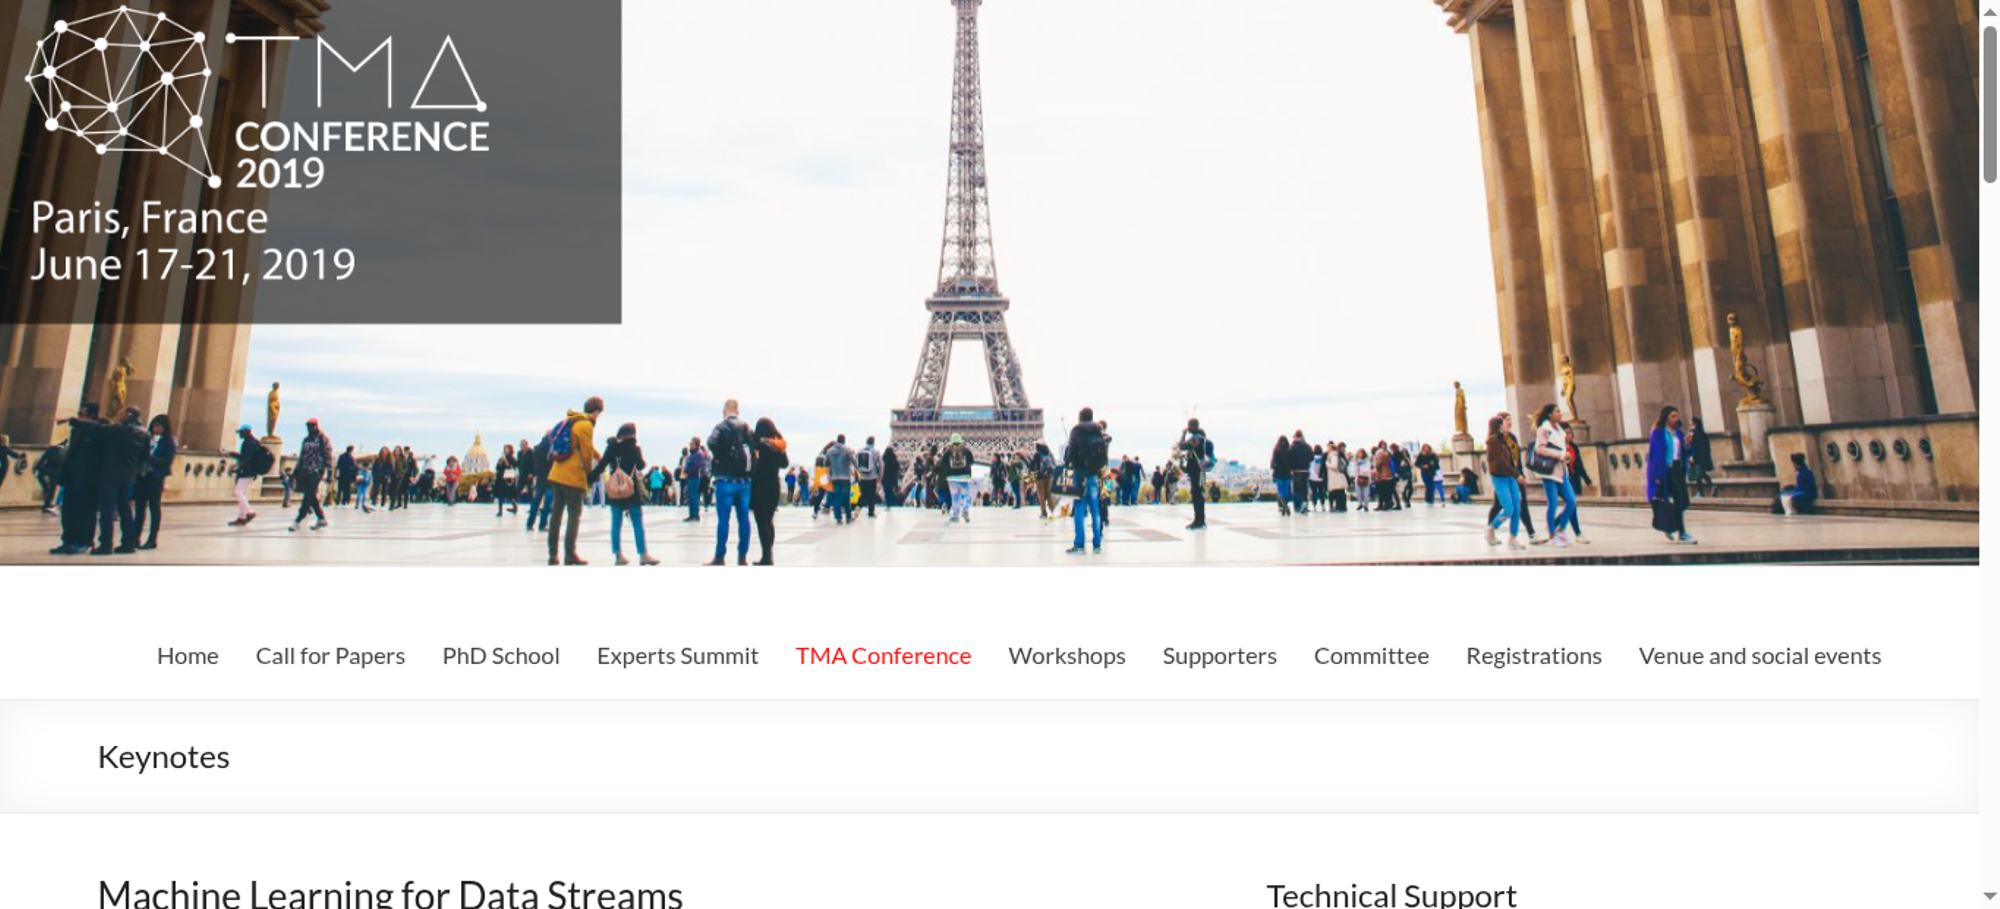 TMA
CONFERENCE
2019
Paris, France
June 17-21, 2019
Home Call for Papers PhD School Experts Summit TMA Conference Workshops Supporters Committee Registrations Venue and social events
Keynotes
Machine Learning for Data Streams
Technical Support